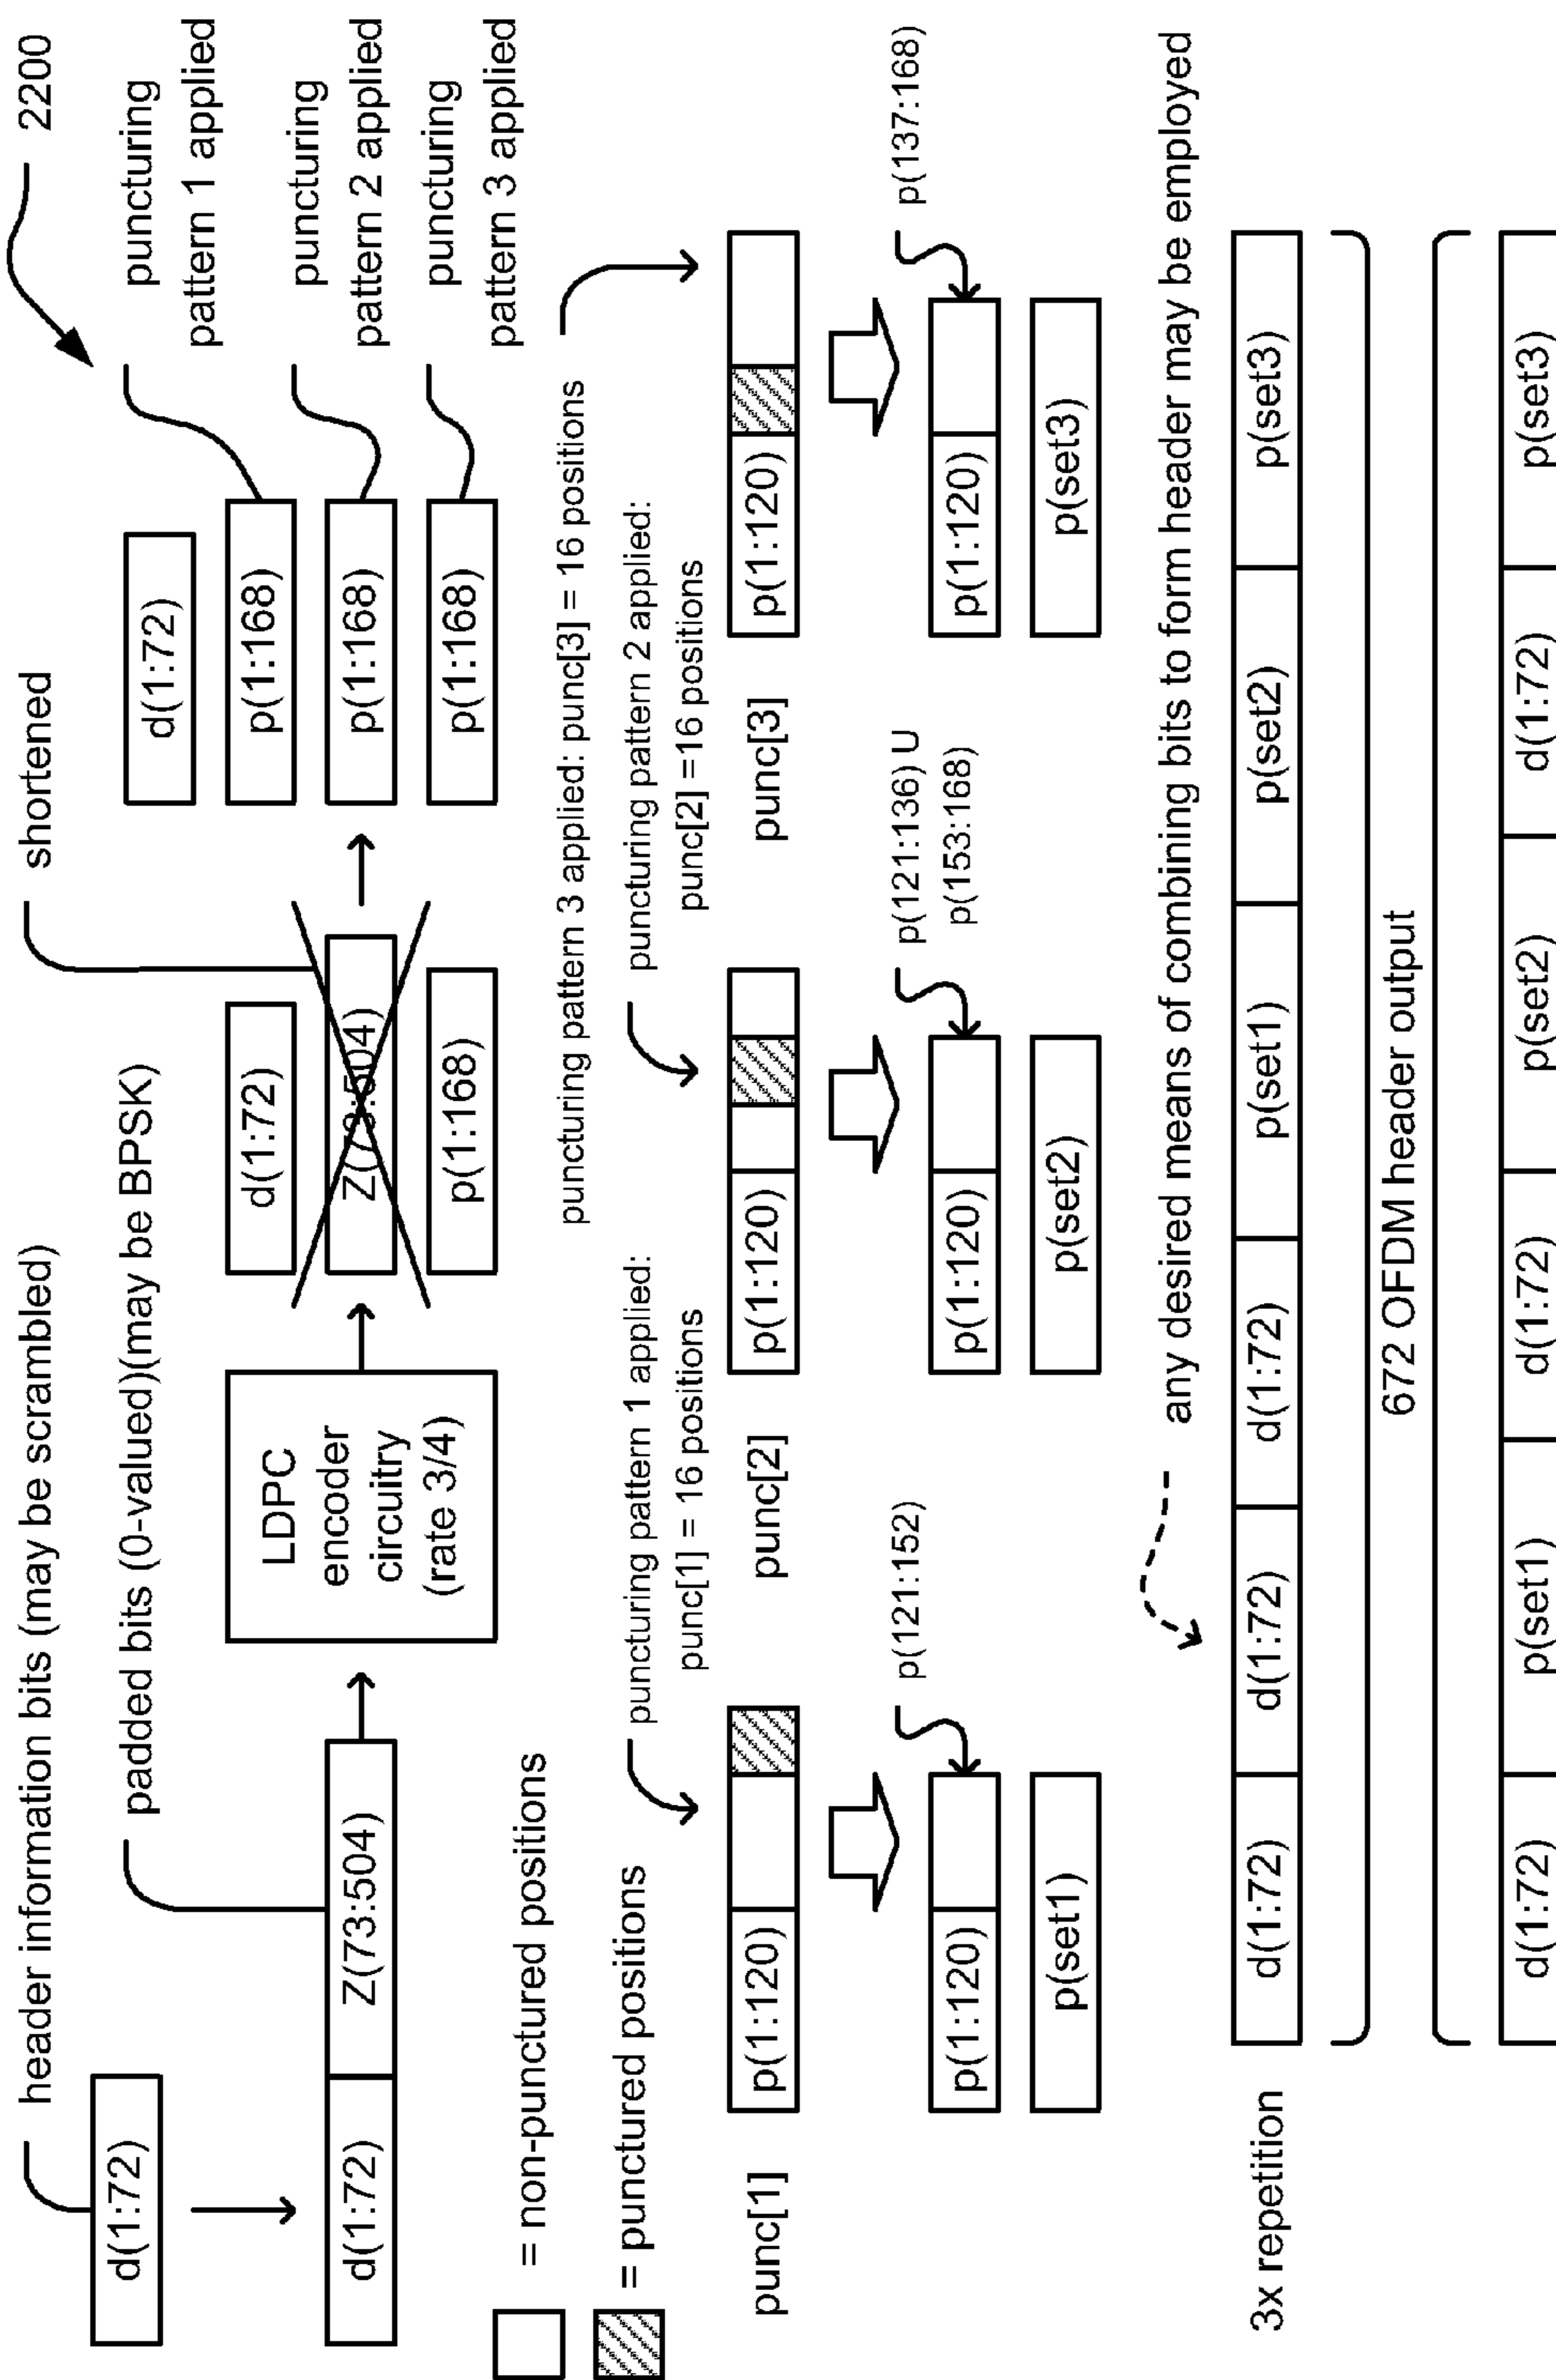 2200
header information bits (may be scrambled)
d(1:72)
padded bits (0-valued)(may be BPSK)
d(1:72)
Z(73:504)
LDPC
encoder
circuitry
(rate 3/4)
shortened
d(1:72)
Z(73:504)
p(1:168)
d(1:72)
p(1:168)
p(1:168)
p(1:168)
puncturing
pattern 1 applied
puncturing
pattern 2 applied
puncturing
pattern 3 applied
= non-punctured positions
= punctured positions
puncturing pattern 3 applied: punc[3] = 16 positions
puncturing pattern 1 applied:
punc[1] = 16 positions
puncturing pattern 2 applied:
punc[2] =16 positions
punc[1]
p(1:120)
punc[2]
p(1:120)
punc[3]
p(1:120)
p(121:152)
p(121:136) U
p(153:168)
p(137:168)
p(1:120)
p(1:120)
p(1:120)
p(set1)
p(set2)
p(set3)
any desired means of combining bits to form header may be employed
3x repetition
d(1:72)
d(1:72)
d(1:72)
p(set1)
p(set2)
p(set3)
672 OFDM header output
d(1:72)
p(set1)
d(1:72)
p(set2)
d(1:72)
p(set3)